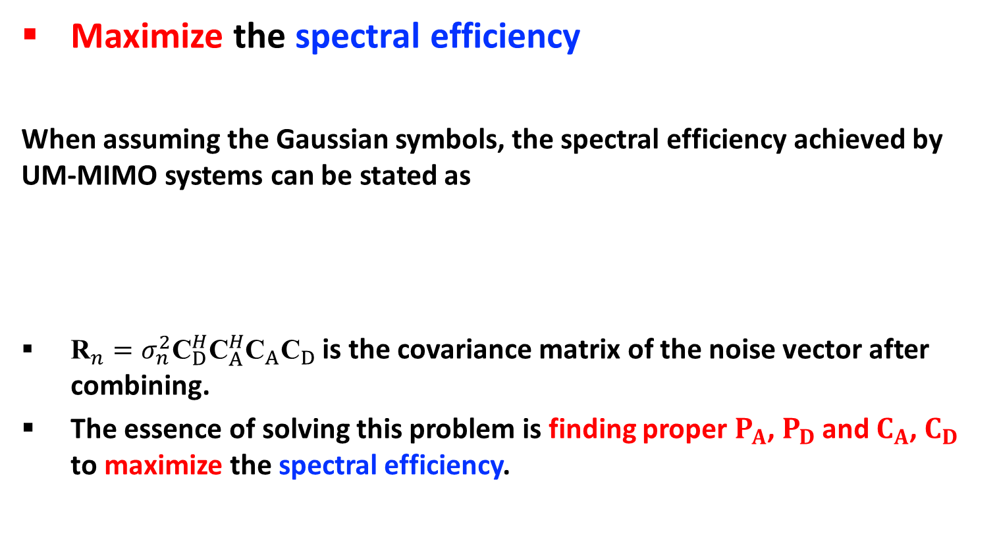 ▪ Maximize the spectral efficiency
When assuming the Gaussian symbols, the spectral efficiency achieved by
UM-MIMO systems can be stated as
▪ $\mathbf{R}_n = \sigma_n^2 \mathbf{C}_\mathrm{D}^H \mathbf{C}_\mathrm{A}^H \mathbf{C}_\mathrm{A} \mathbf{C}_\mathrm{D}$ is the covariance matrix of the noise vector after
combining.
▪ The essence of solving this problem is finding proper $\mathbf{P}_\mathbf{A}$, $\mathbf{P}_\mathbf{D}$ and $\mathbf{C}_\mathbf{A}$, $\mathbf{C}_\mathbf{D}$
to maximize the spectral efficiency.